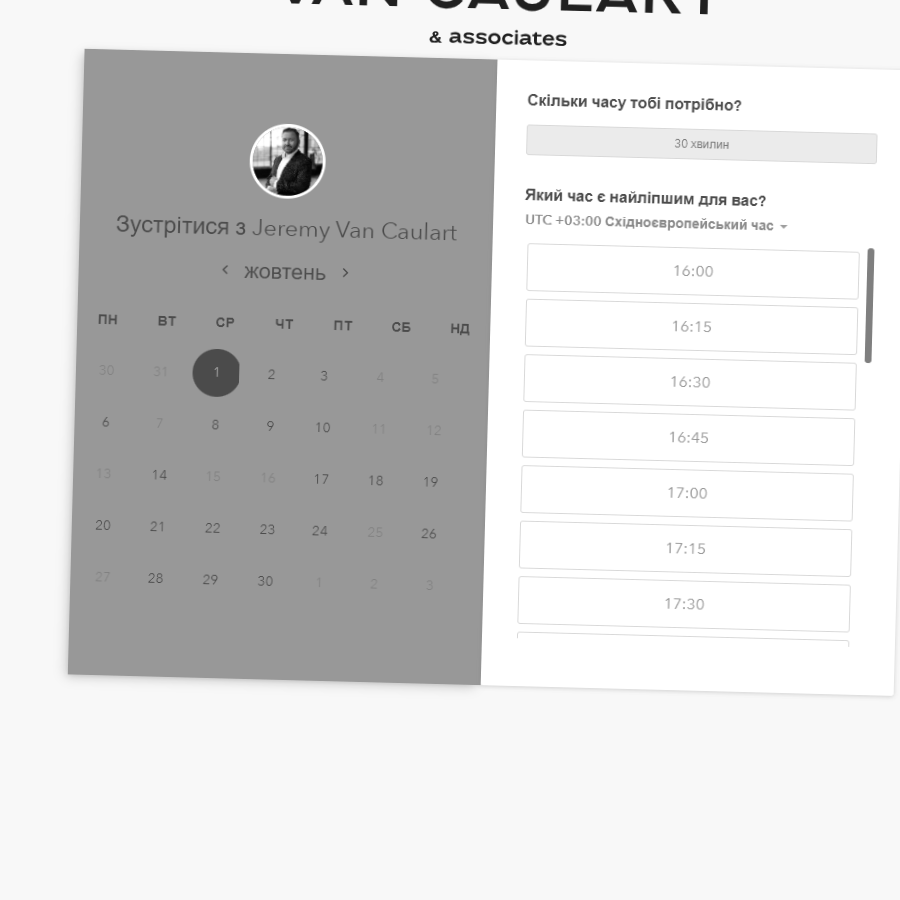 VAN CAULART
& associates
Зустрітися з Jeremy Van Caulart
жовтень
ПН ВТ СР ЧТ ПТ СБ НД
30 31 1 2 3 4 5
6 7 8 9 10 11 12
13 14 15 16 17 18 19
20 21 22 23 24 25 26
27 28 29 30 1 2 3
Скільки часу тобі потрібно?
30 хвилин
Який час є найліпшим для вас?
UTC +03:00 Східноєвропейський час
16:00
16:15
16:30
16:45
17:00
17:15
17:30